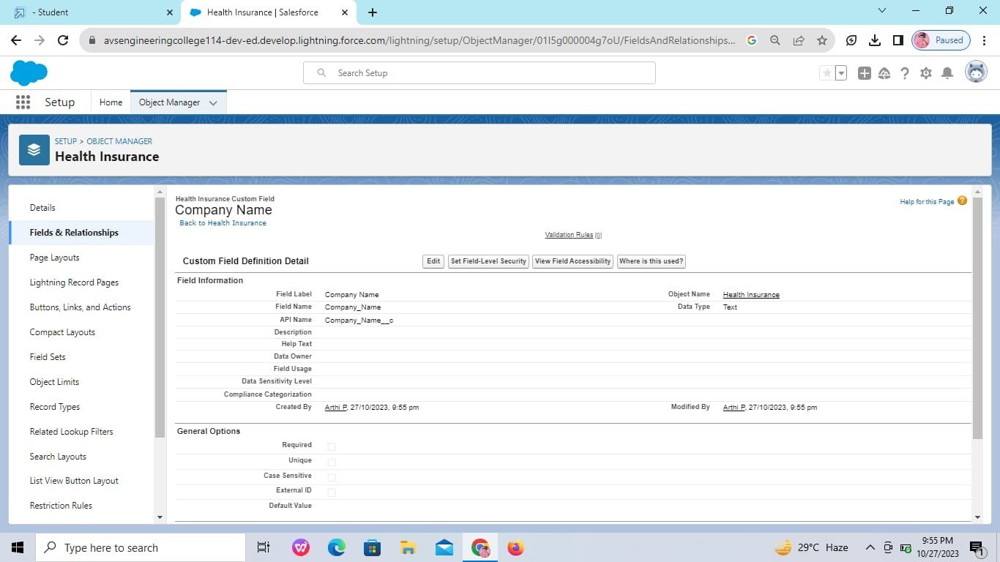 - Student
Health Insurance | Salesforce
avsengineeringcollege114-dev-ed.develop.lightning.force.com/lightning/setup/ObjectManager/01I5g000004g7oU/FieldsAndRelationships...
Paused
Search Setup
Setup
Home
Object Manager
SETUP > OBJECT MANAGER
Health Insurance
Details
Fields & Relationships
Page Layouts
Lightning Record Pages
Buttons, Links, and Actions
Compact Layouts
Field Sets
Object Limits
Record Types
Related Lookup Filters
Search Layouts
List View Button Layout
Restriction Rules
Health Insurance Custom Field
Company Name
Back to Health Insurance
Help for this Page
Validation Rules [0]
Custom Field Definition Detail
Edit
Set Field-Level Security
View Field Accessibility
Where is this used?
Field Information
Field Label Company Name Object Name Health Insurance
Field Name Company_Name Data Type Text
API Name Company_Name__c
Description
Help Text
Data Owner
Field Usage
Data Sensitivity Level
Compliance Categorization
Created By Arthi P, 27/10/2023, 9:55 pm Modified By Arthi P, 27/10/2023, 9:55 pm
General Options
Required
Unique
Case Sensitive
External ID
Default Value
Type here to search
29°C Haze
9:55 PM
10/27/2023
1